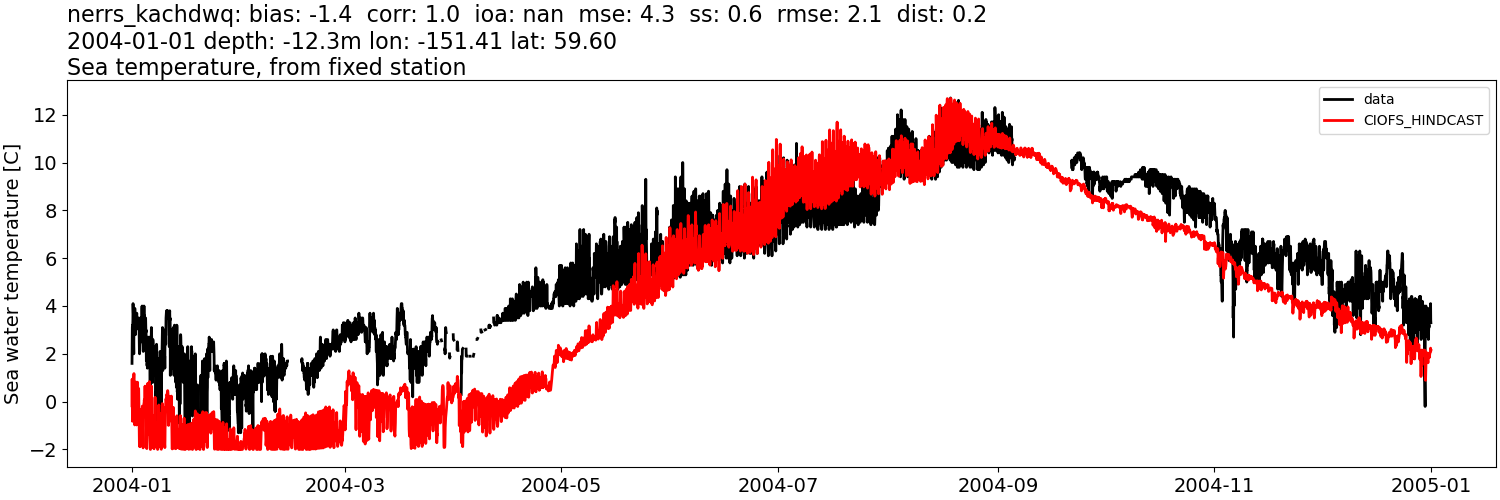 nerrs_kachdwq: bias: -1.4  corr: 1.0  ioa: nan  mse: 4.3  ss: 0.6  rmse: 2.1  dist: 0.2
2004-01-01 depth: -12.3m lon: -151.41 lat: 59.60
Sea temperature, from fixed station
data
CIOFS_HINDCAST
Sea water temperature [C]
12
10
8
6
4
2
0
−2
2004-01
2004-03
2004-05
2004-07
2004-09
2004-11
2005-01